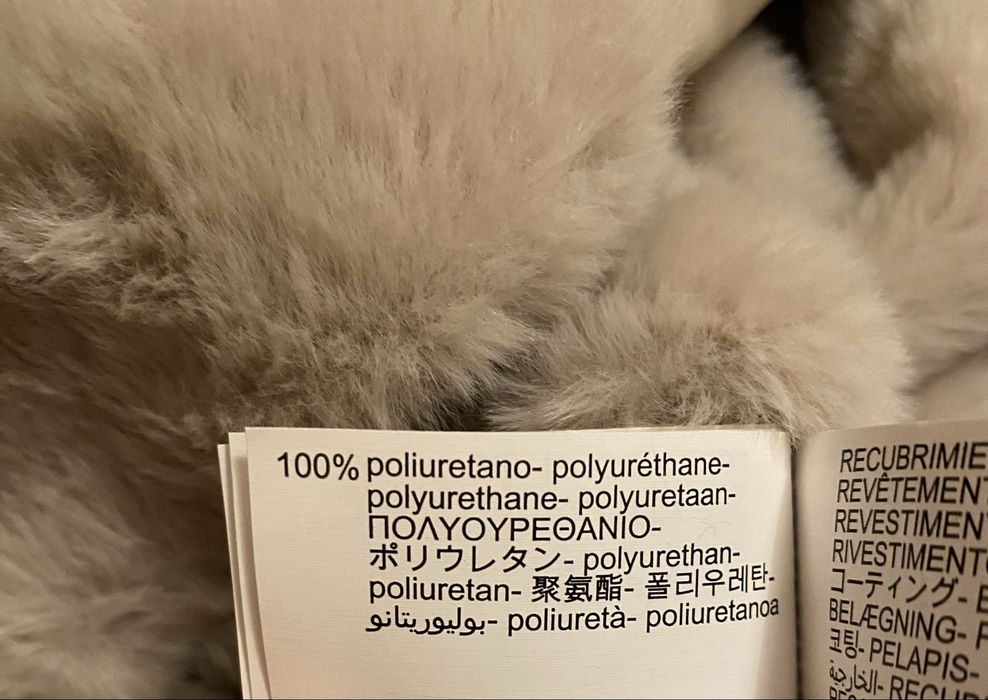 100% poliuretano- polyuréthane-
polyurethane- polyuretaan-
ΠΟΛΥΟΥΡΕΘΑΝΙΟ-
ポリウレタン- polyurethan-
poliuretan- 聚氨酯- 폴리우레탄-
بوليوريتانو- poliuretà- poliuretanoa
RECUBRIMIE
REVÊTEMENT
REVESTIMEN
RIVESTIMENTO
コーティング-
BELÆGNING-
코팅- PELAPIS-